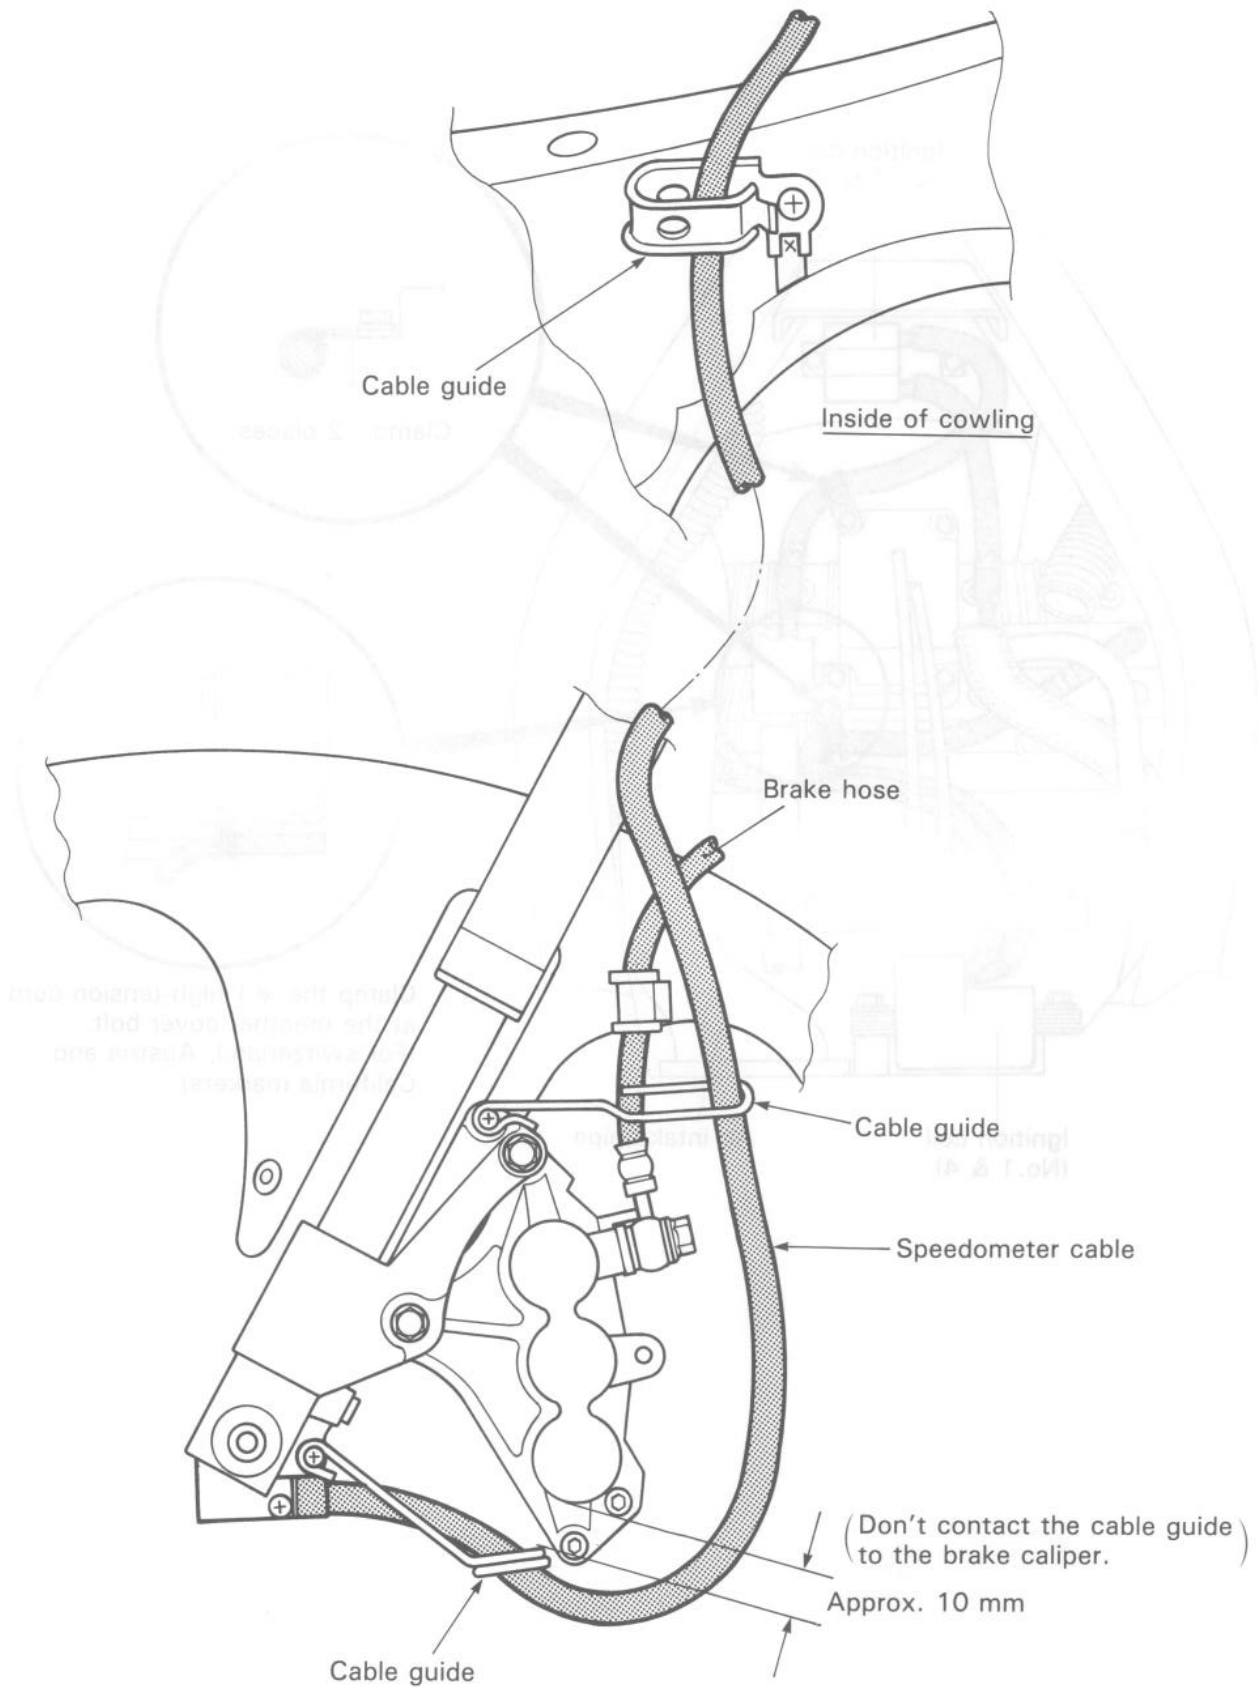 Cable guide
Inside of cowling
Brake hose
Cable guide
Speedometer cable
(Don't contact the cable guide
to the brake caliper.)
Approx. 10 mm
Cable guide